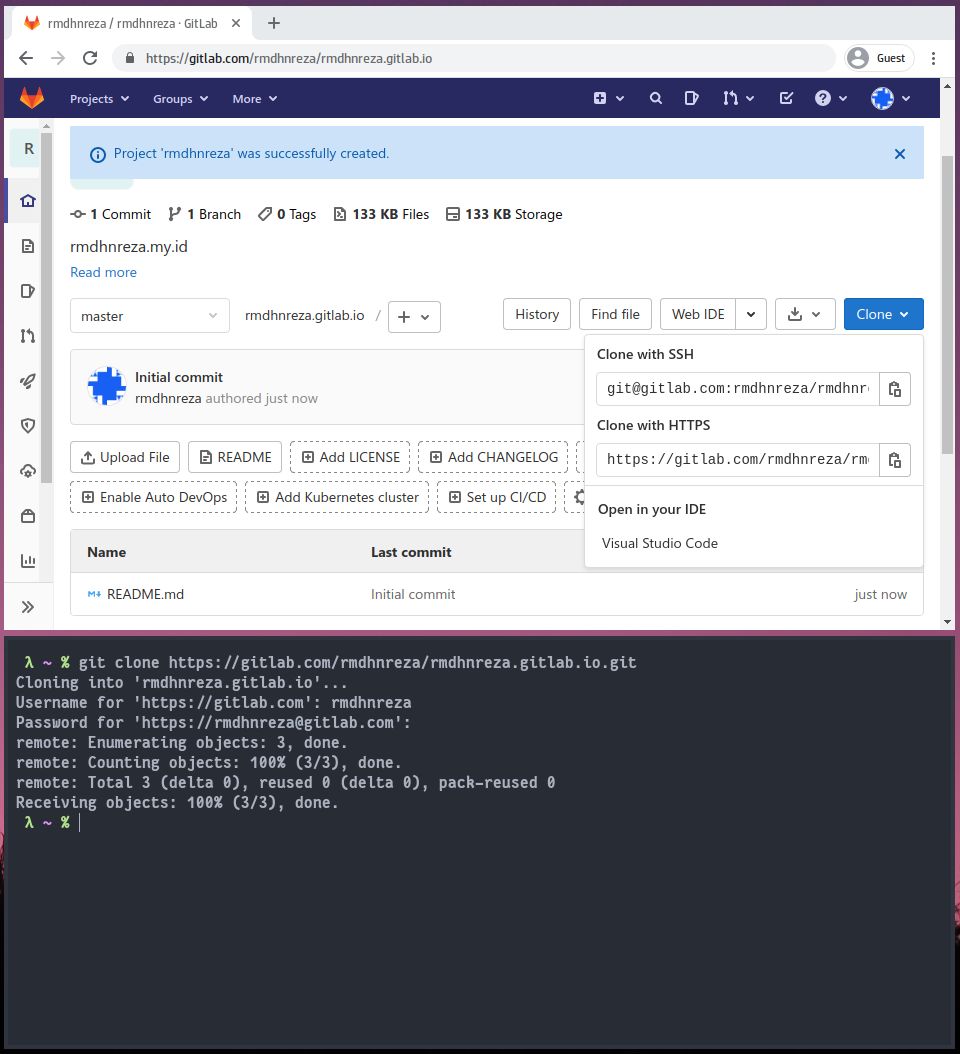 rmdhnreza / rmdhnreza · GitLab
https://gitlab.com/rmdhnreza/rmdhnreza.gitlab.io
Guest
Projects Groups More
R
Project 'rmdhnreza' was successfully created.
1 Commit 1 Branch 0 Tags 133 KB Files 133 KB Storage
rmdhnreza.my.id
Read more
master rmdhnreza.gitlab.io / + History Find file Web IDE Clone
Clone with SSH
Initial commit
git@gitlab.com:rmdhnreza/rmdhnr
rmdhnreza authored just now
Clone with HTTPS
Upload File README Add LICENSE Add CHANGELOG
https://gitlab.com/rmdhnreza/rm
Enable Auto DevOps Add Kubernetes cluster Set up CI/CD
Open in your IDE
Visual Studio Code
Name Last commit
README.md Initial commit just now
λ ~ % git clone https://gitlab.com/rmdhnreza/rmdhnreza.gitlab.io.git
Cloning into 'rmdhnreza.gitlab.io'...
Username for 'https://gitlab.com': rmdhnreza
Password for 'https://rmdhnreza@gitlab.com':
remote: Enumerating objects: 3, done.
remote: Counting objects: 100% (3/3), done.
remote: Total 3 (delta 0), reused 0 (delta 0), pack-reused 0
Receiving objects: 100% (3/3), done.
λ ~ %